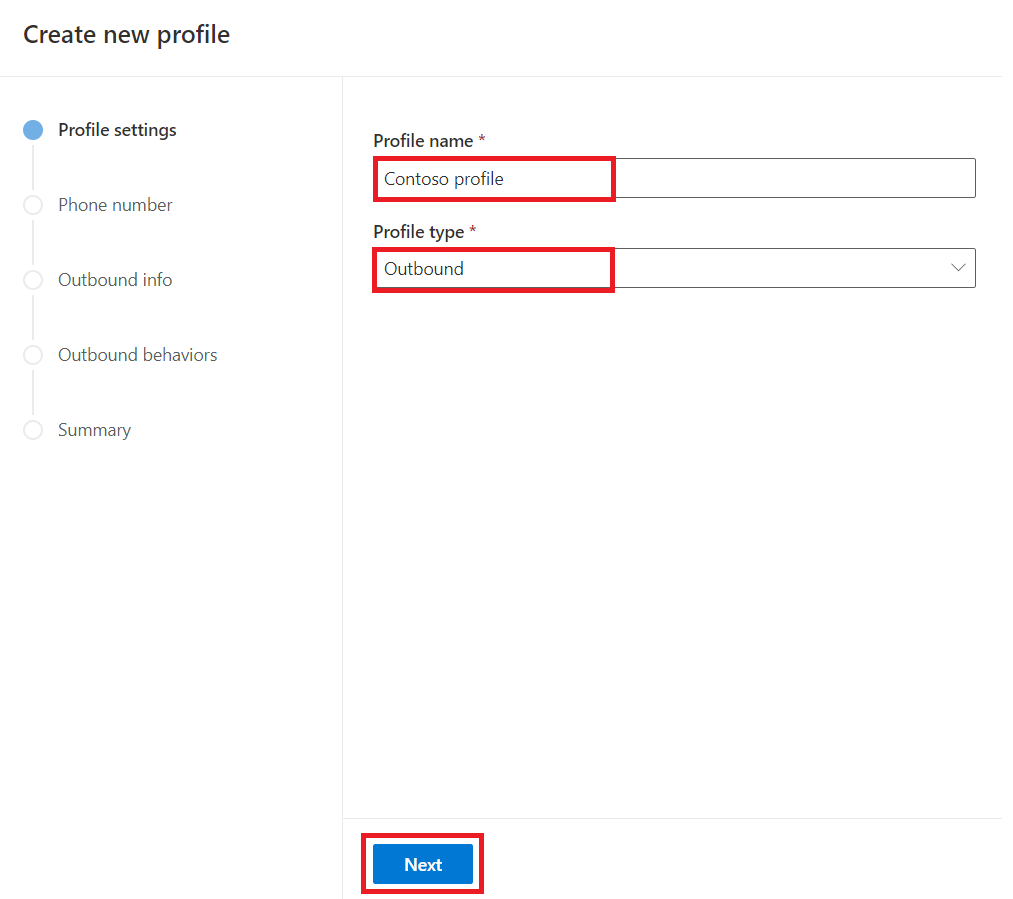 Create new profile
Profile settings
Phone number
Outbound info
Outbound behaviors
Summary
Profile name *
Contoso profile
Profile type *
Outbound
Next